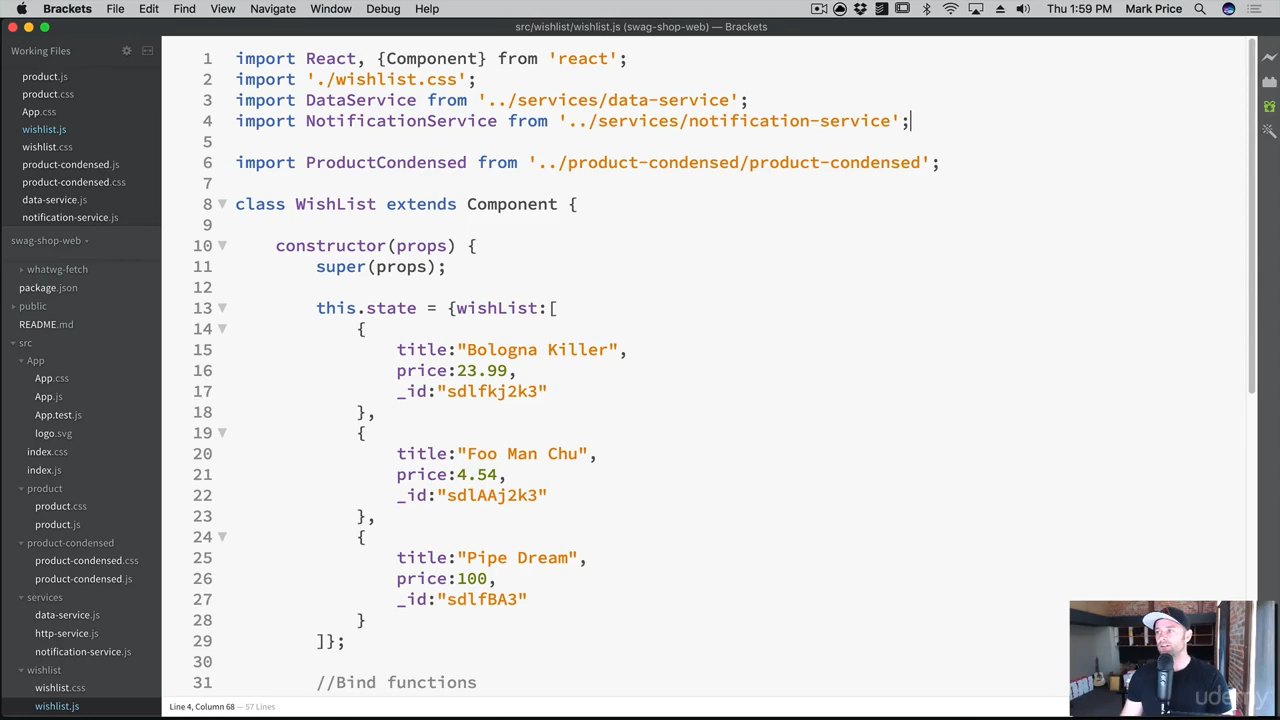 Brackets File Edit Find View Navigate Window Debug Help Thu 1:59 PM Mark Price
src/wishlist/wishlist.js (swag-shop-web) — Brackets
Working Files
product.js
product.css
App.css
wishlist.js
wishlist.css
product-condensed.js
product-condensed.css
data-service.js
notification-service.js
swag-shop-web
whatwg-fetch
package.json
public
README.md
src
App
App.css
App.js
App.test.js
logo.svg
index.css
index.js
product
product.css
product.js
product-condensed
product-condensed.css
product-condensed.js
services
data-service.js
http-service.js
notification-service.js
wishlist
wishlist.css
wishlist.js
1 import React, {Component} from 'react';
2 import './wishlist.css';
3 import DataService from '../services/data-service';
4 import NotificationService from '../services/notification-service';
5
6 import ProductCondensed from '../product-condensed/product-condensed';
7
8 class WishList extends Component {
9
10 constructor(props) {
11 super(props);
12
13 this.state = {wishList:[
14 {
15 title:"Bologna Killer",
16 price:23.99,
17 _id:"sdlfkj2k3"
18 },
19 {
20 title:"Foo Man Chu",
21 price:4.54,
22 _id:"sdlAAj2k3"
23 },
24 {
25 title:"Pipe Dream",
26 price:100,
27 _id:"sdlfBA3"
28 }
29 ]};
30
31 //Bind functions
Line 4, Column 68 — 57 Lines
udemy